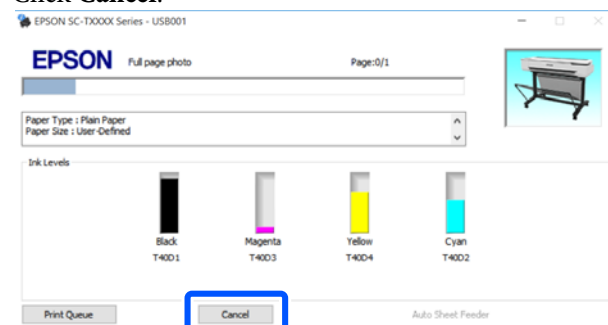 Click Cancel.
EPSON SC-TXXXX Series - USB001
EPSON Full page photo Page:0/1
Paper Type : Plain Paper
Paper Size : User-Defined
Ink Levels
Black Magenta Yellow Cyan
T40D1 T40D3 T40D4 T40D2
Print Queue Cancel Auto Sheet Feeder